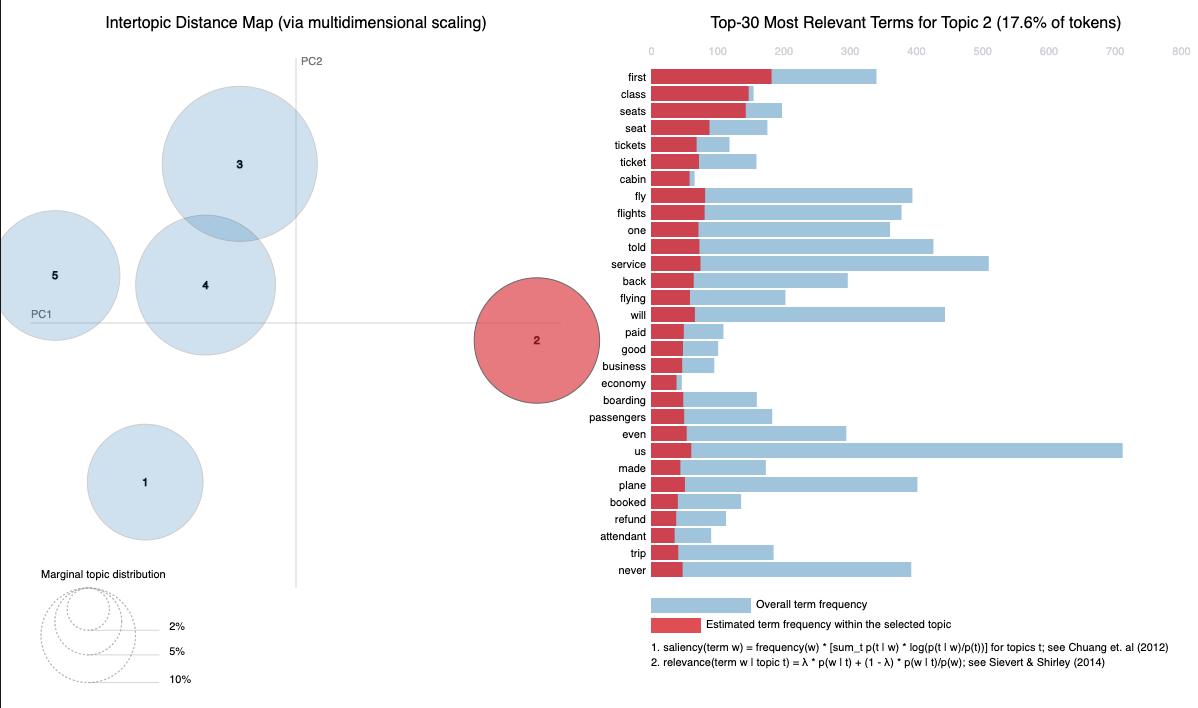 Intertopic Distance Map (via multidimensional scaling)
PC2
PC1
3
5
4
2
1
Marginal topic distribution
2%
5%
10%
Top-30 Most Relevant Terms for Topic 2 (17.6% of tokens)
0 100 200 300 400 500 600 700 800
first
class
seats
seat
tickets
ticket
cabin
fly
flights
one
told
service
back
flying
will
paid
good
business
economy
boarding
passengers
even
us
made
plane
booked
refund
attendant
trip
never
Overall term frequency
Estimated term frequency within the selected topic
1. saliency(term w) = frequency(w) * [sum_t p(t | w) * log(p(t | w)/p(t))] for topics t; see Chuang et. al (2012)
2. relevance(term w | topic t) = λ * p(w | t) + (1 - λ) * p(w | t)/p(w); see Sievert & Shirley (2014)